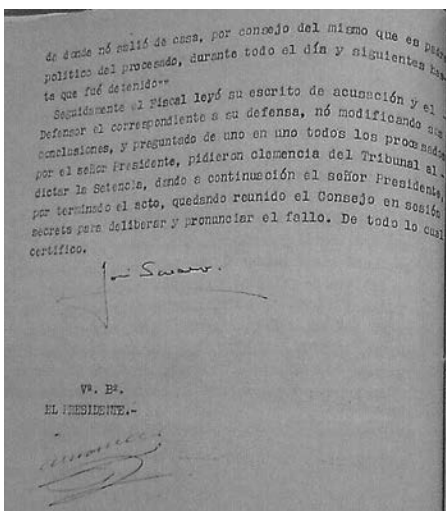 de donde nó salió de casa, por consejo del mismo que es padre
político del procesado, durante todo el día y siguientes has-
ta que fué detenido--
Seguidamente el Fiscal leyó su escrito de acusación y el
Defensor el correspondiente a su defensa, nó modificando sus
conclusiones, y preguntado de uno en uno todos los procesados
por el señor Presidente, pidieron clemencia del Tribunal al
dictar la Setencia, dando a continuación el señor Presidente,
por terminado el acto, quedando reunido el Consejo en sesión
secreta para deliberar y pronunciar el fallo. De todo lo cual
certifico.
José
Vº. Bº.
EL PRESIDENTE.-